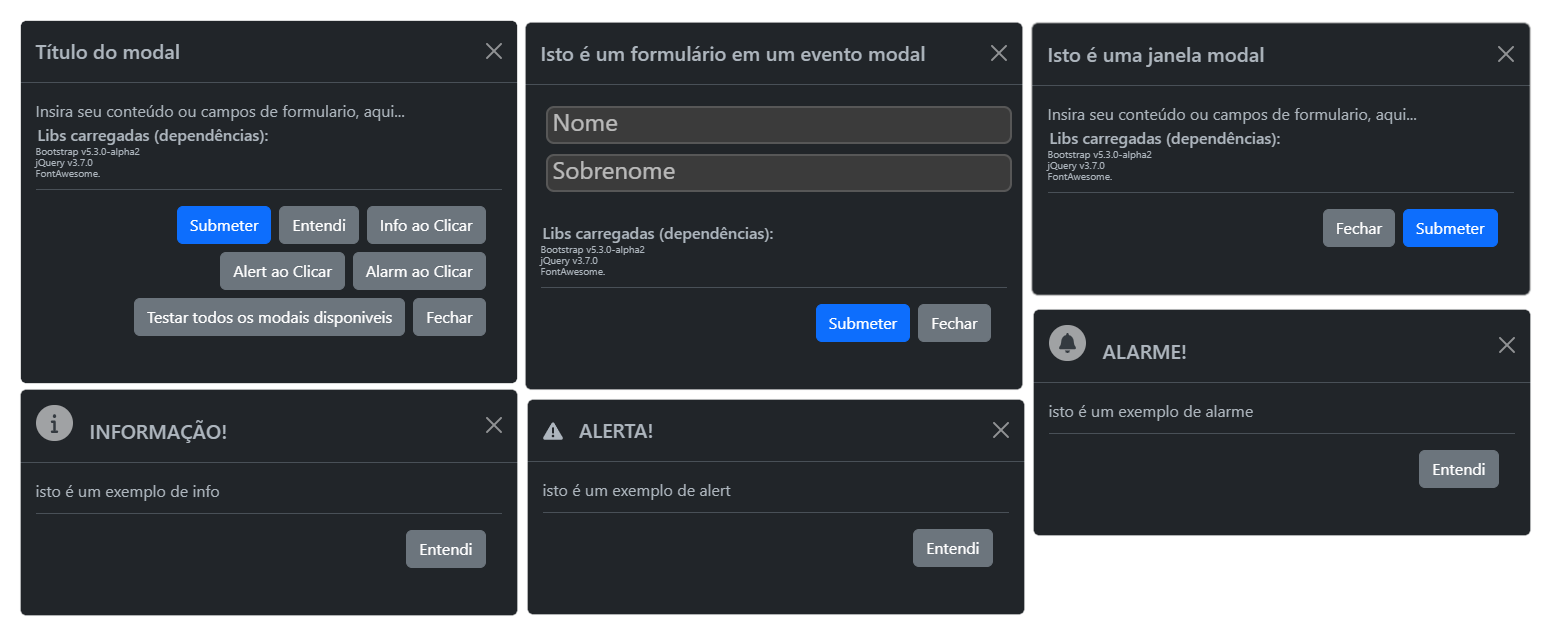 Título do modal
Insira seu conteúdo ou campos de formulario, aqui...
Libs carregadas (dependências):
Bootstrap v5.3.0-alpha2
jQuery v3.7.0
FontAwesome.
Submeter Entendi Info ao Clicar
Alert ao Clicar Alarm ao Clicar
Testar todos os modais disponiveis Fechar
Isto é um formulário em um evento modal
Nome
Sobrenome
Libs carregadas (dependências):
Bootstrap v5.3.0-alpha2
jQuery v3.7.0
FontAwesome.
Submeter Fechar
Isto é uma janela modal
Insira seu conteúdo ou campos de formulario, aqui...
Libs carregadas (dependências):
Bootstrap v5.3.0-alpha2
jQuery v3.7.0
FontAwesome.
Fechar Submeter
INFORMAÇÃO!
isto é um exemplo de info
Entendi
ALERTA!
isto é um exemplo de alert
Entendi
ALARME!
isto é um exemplo de alarme
Entendi